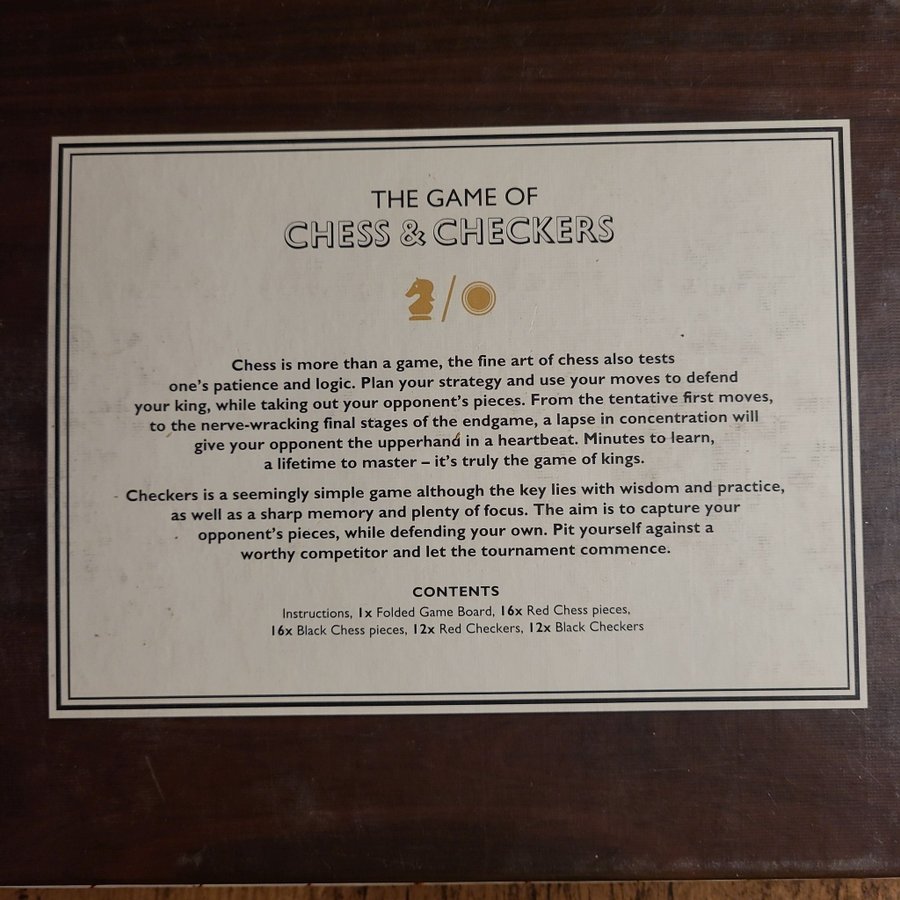 THE GAME OF
CHESS & CHECKERS
Chess is more than a game, the fine art of chess also tests
one's patience and logic. Plan your strategy and use your moves to defend
your king, while taking out your opponent's pieces. From the tentative first moves,
to the nerve-wracking final stages of the endgame, a lapse in concentration will
give your opponent the upperhand in a heartbeat. Minutes to learn,
a lifetime to master – it's truly the game of kings.
Checkers is a seemingly simple game although the key lies with wisdom and practice,
as well as a sharp memory and plenty of focus. The aim is to capture your
opponent's pieces, while defending your own. Pit yourself against a
worthy competitor and let the tournament commence.
CONTENTS
Instructions, 1x Folded Game Board, 16x Red Chess pieces,
16x Black Chess pieces, 12x Red Checkers, 12x Black Checkers